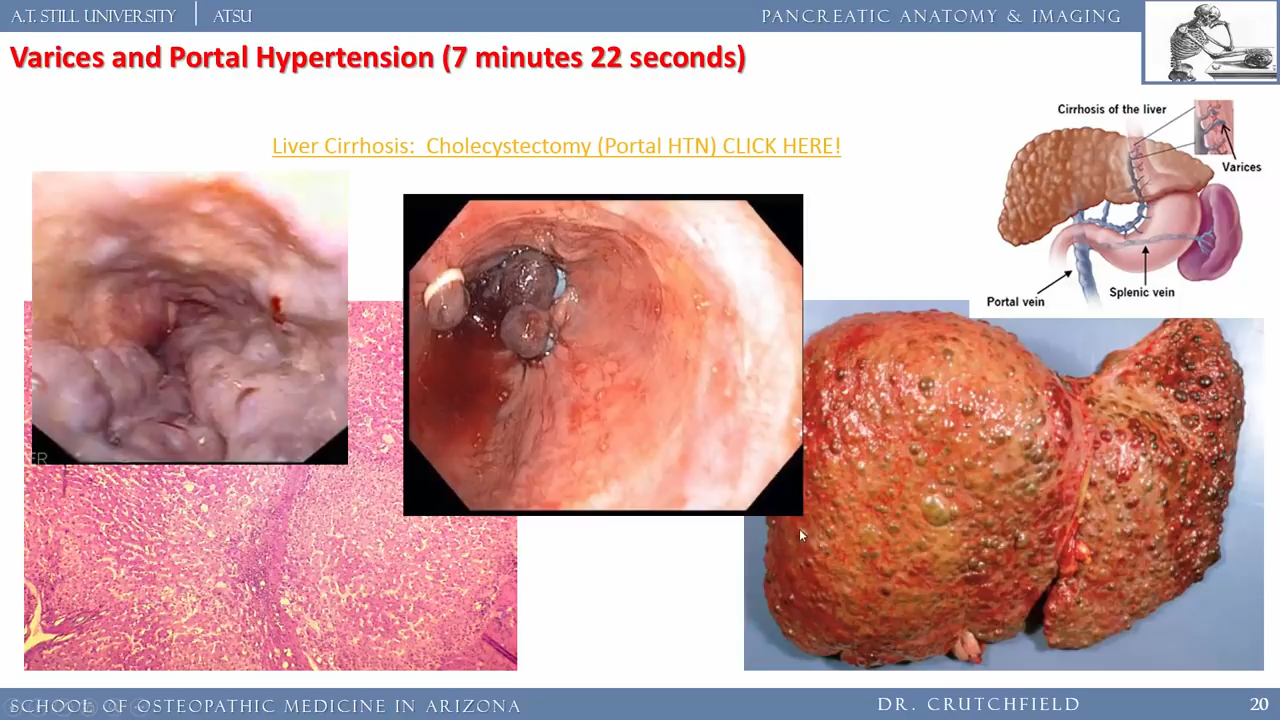 A.T. STILL UNIVERSITY | ATSU
PANCREATIC ANATOMY & IMAGING
Varices and Portal Hypertension (7 minutes 22 seconds)
Liver Cirrhosis: Cholecystectomy (Portal HTN) CLICK HERE!
Cirrhosis of the liver
Varices
Splenic vein
Portal vein
ER
SCHOOL OF OSTEOPATHIC MEDICINE IN ARIZONA
DR. CRUTCHFIELD
20